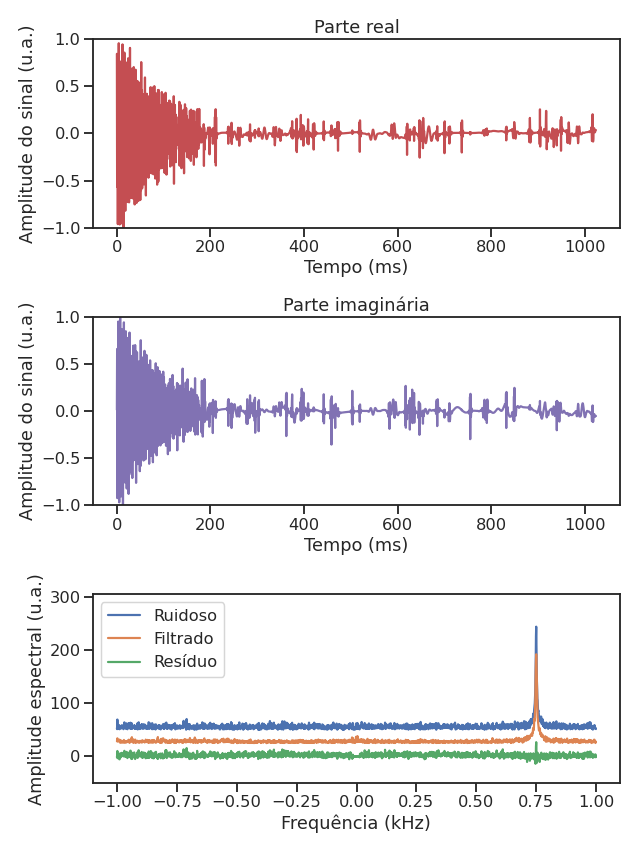 Parte real
Amplitude do sinal (u.a.)
1.0
0.5
0.0
−0.5
−1.0
0 200 400 600 800 1000
Tempo (ms)
Parte imaginária
Amplitude do sinal (u.a.)
1.0
0.5
0.0
−0.5
−1.0
0 200 400 600 800 1000
Tempo (ms)
Amplitude espectral (u.a.)
300
200
100
0
Ruidoso
Filtrado
Resíduo
−1.00 −0.75 −0.50 −0.25 0.00 0.25 0.50 0.75 1.00
Frequência (kHz)